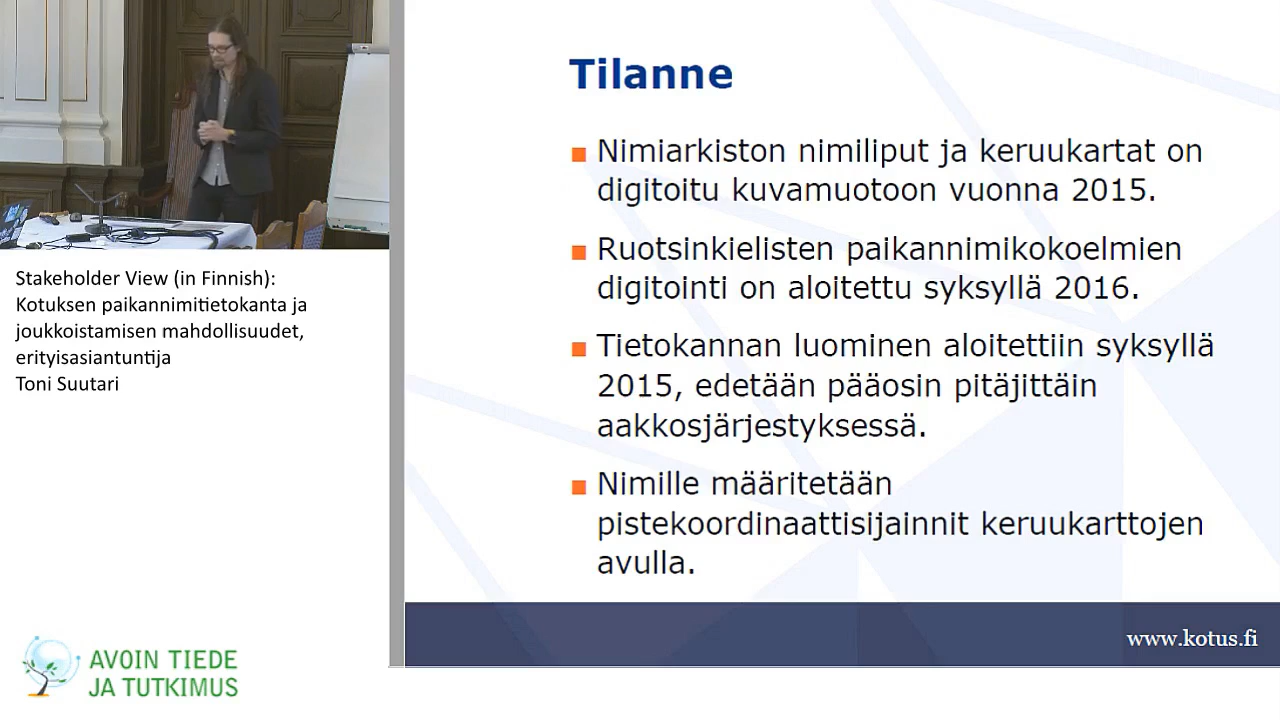 Tilanne
Nimiarkiston nimiliput ja keruukartat on
digitoitu kuvamuotoon vuonna 2015.
Ruotsinkielisten paikannimikokoelmien
digitointi on aloitettu syksyllä 2016.
Tietokannan luominen aloitettiin syksyllä
2015, edetään pääosin pitäjittäin
aakkosjärjestyksessä.
Nimille määritetään
pistekoordinaattisijainnit keruukarttojen
avulla.
www.kotus.fi
Stakeholder View (in Finnish):
Kotuksen paikannimitietokanta ja
joukkoistamisen mahdollisuudet,
erityisasiantuntija
Toni Suutari
AVOIN TIEDE
JA TUTKIMUS